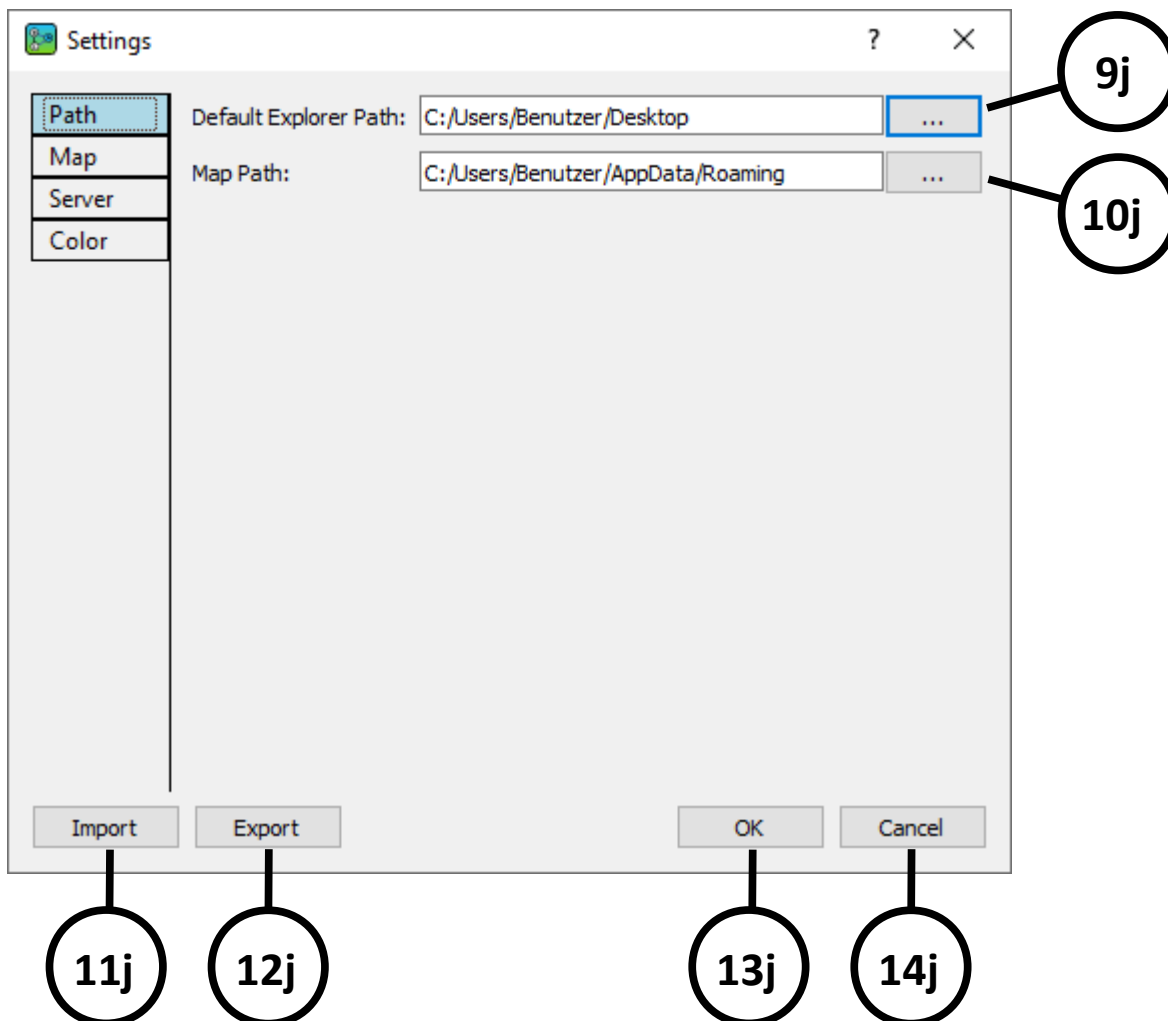 Settings
?
9j
Path
Default Explorer Path: C:/Users/Benutzer/Desktop ...
Map
Map Path: C:/Users/Benutzer/AppData/Roaming ...
Server
10j
Color
Import Export OK Cancel
11j 12j 13j 14j